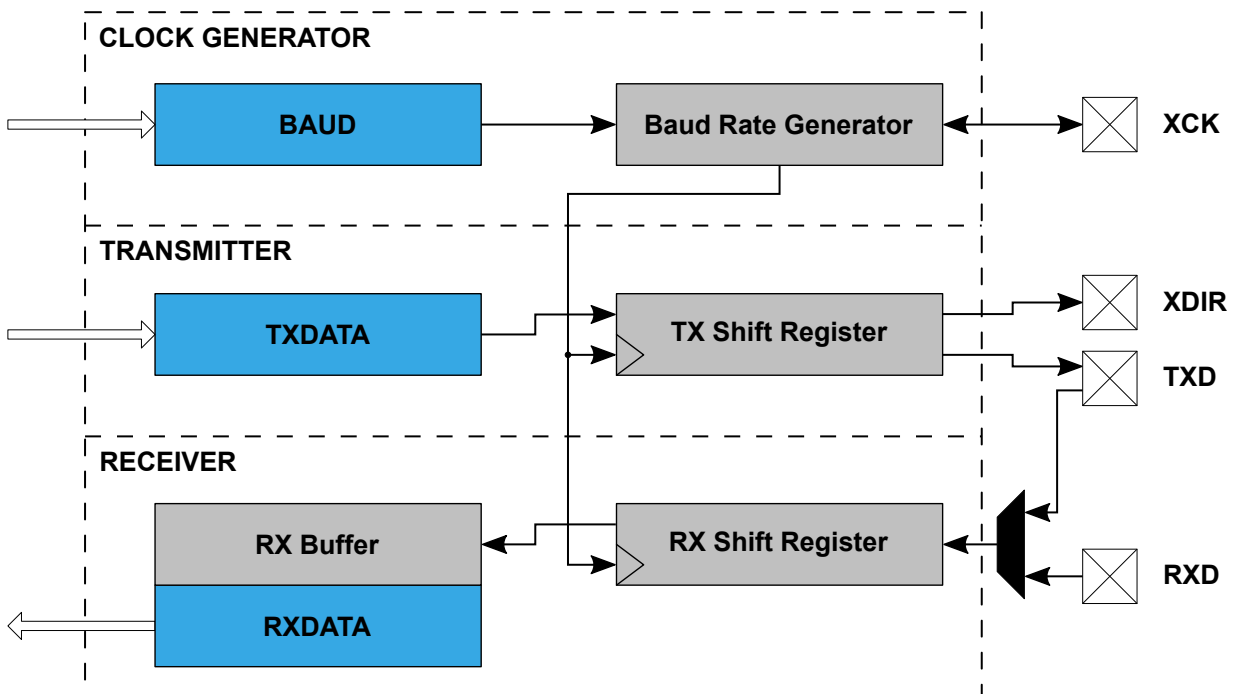 CLOCK GENERATOR
BAUD
Baud Rate Generator
XCK
TRANSMITTER
TXDATA
TX Shift Register
XDIR
TXD
RECEIVER
RX Buffer
RX Shift Register
RXD
RXDATA